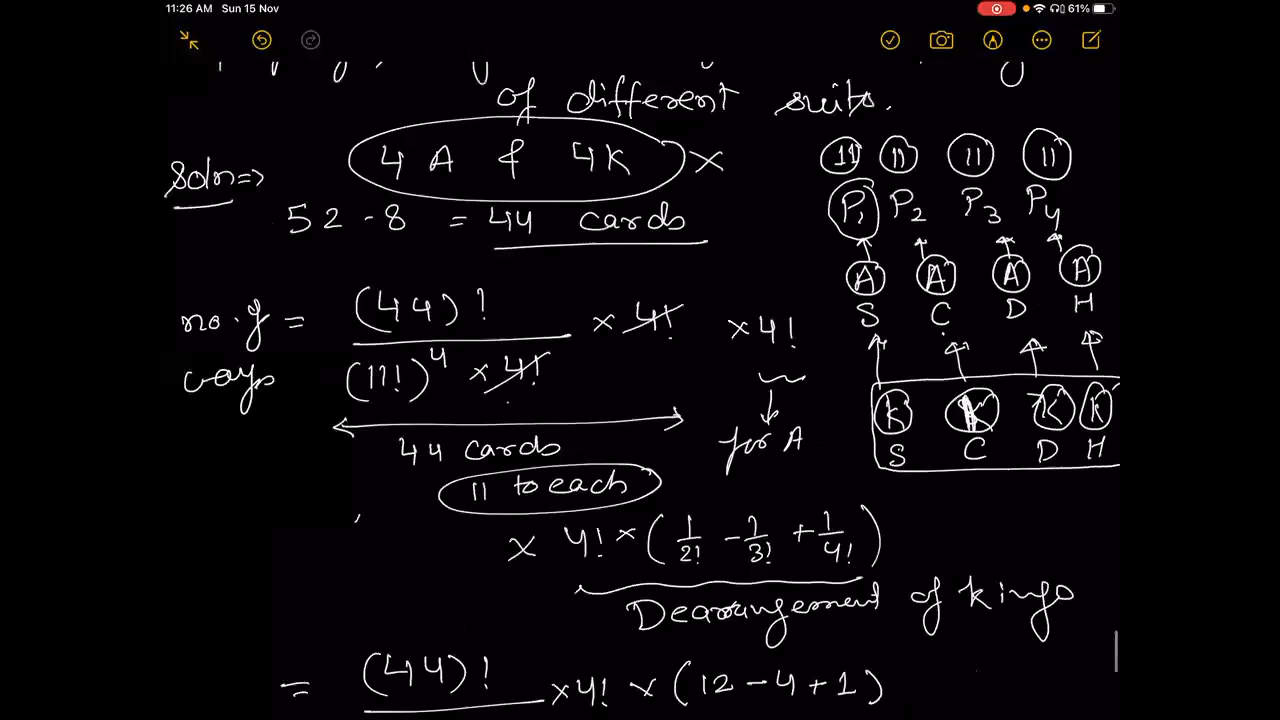 11:26 AM Sun 15 Nov
61%
of different suits.
Soln ⇒ 4 A & 4K ×
52 - 8 = 44 cards
11 11 11 11
P1 P2 P3 P4
A A A A
S C D H
K K K K
S C D H
no. of ways = (44)! / (11!)^4 × 4! × 4! × 4!
44 cards
11 to each
for A
× 4! × (1/2! - 1/3! + 1/4!)
Dearrangement of kings
= (44)! × 4! × (12 - 4 + 1)